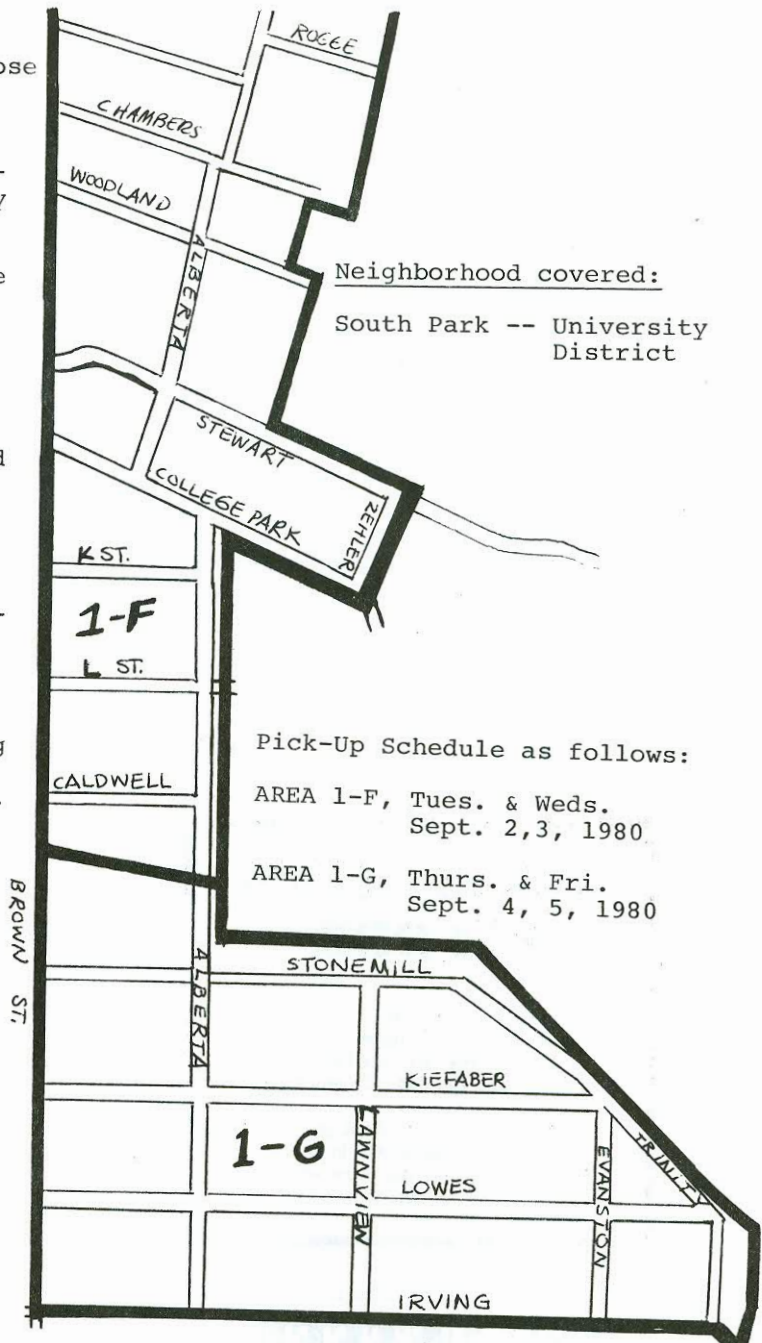 ose
y
e
d
g
ROGGE
CHAMBERS
WOODLAND
ALBERTA
Neighborhood covered:
South Park -- University
District
STEWART
COLLEGE PARK
ZEHLER
K ST.
1-F
L ST.
CALDWELL
Pick-Up Schedule as follows:
AREA 1-F, Tues. & Weds.
Sept. 2,3, 1980
AREA 1-G, Thurs. & Fri.
Sept. 4, 5, 1980
BROWN ST.
ALBERTA
STONEMILL
KIEFABER
1-G
LAWNVIEW
LOWES
EVANSTON
TRINITY
IRVING